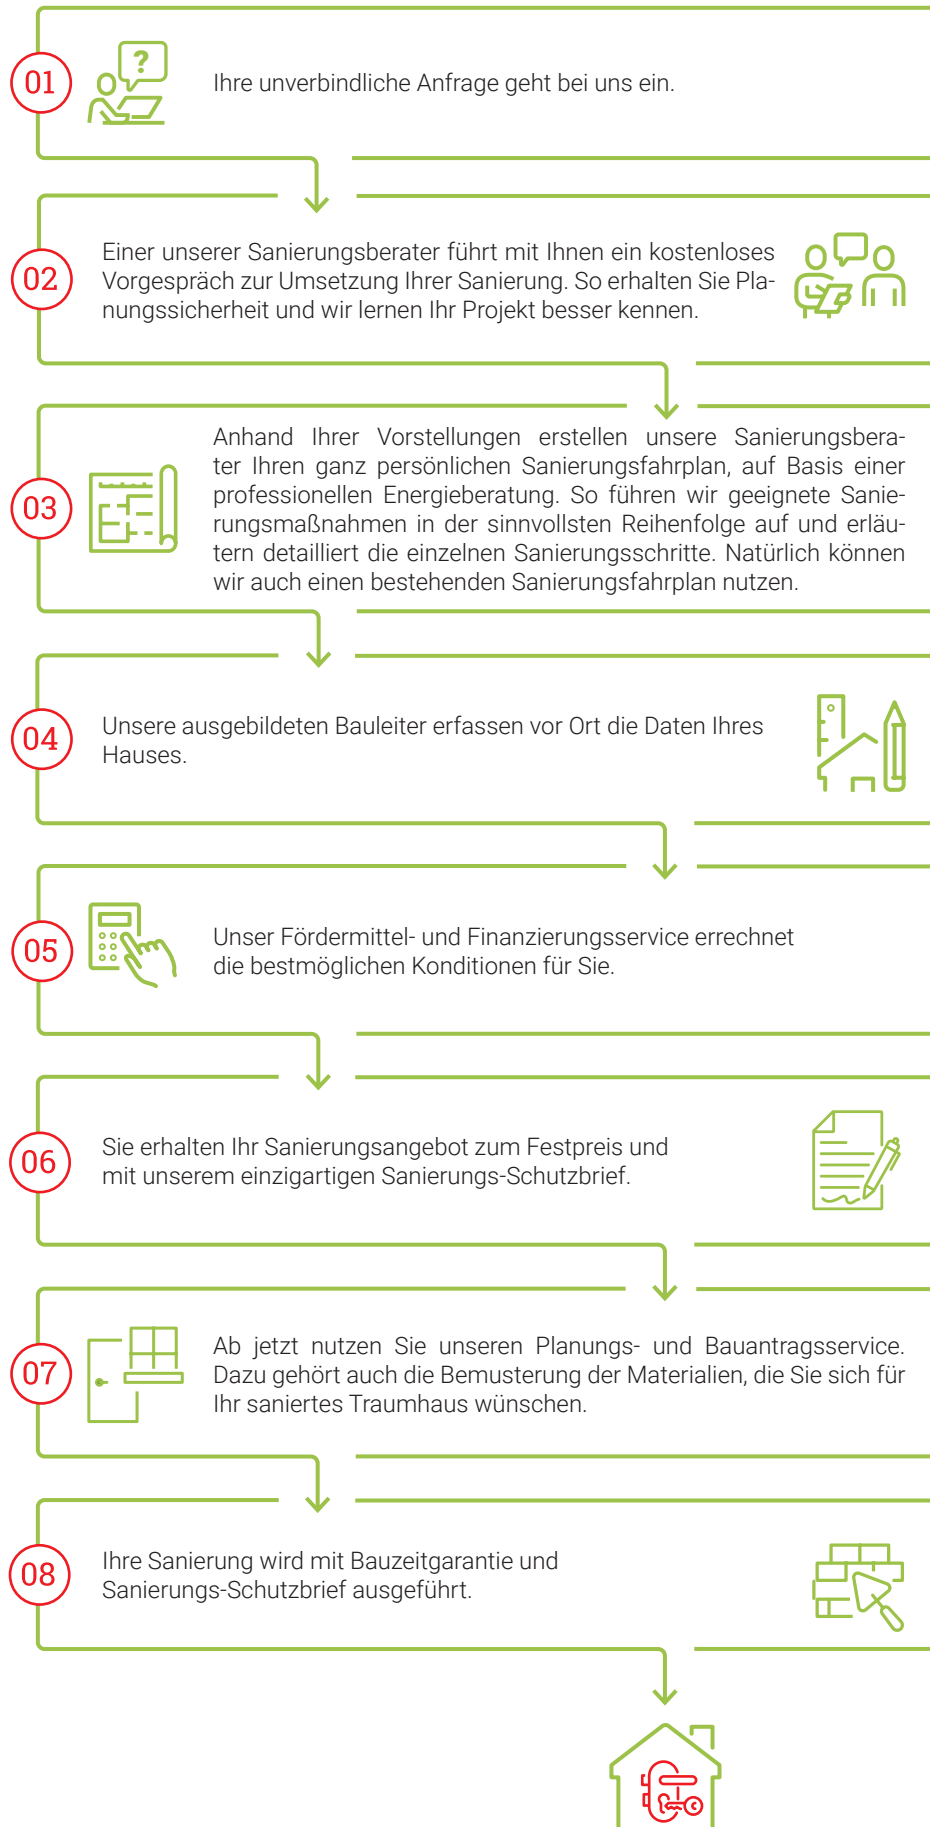 01
?
Ihre unverbindliche Anfrage geht bei uns ein.
02
Einer unserer Sanierungsberater führt mit Ihnen ein kostenloses
Vorgespräch zur Umsetzung Ihrer Sanierung. So erhalten Sie Pla-
nungssicherheit und wir lernen Ihr Projekt besser kennen.
03
Anhand Ihrer Vorstellungen erstellen unsere Sanierungsbera-
ter Ihren ganz persönlichen Sanierungsfahrplan, auf Basis einer
professionellen Energieberatung. So führen wir geeignete Sanie-
rungsmaßnahmen in der sinnvollsten Reihenfolge auf und erläu-
tern detailliert die einzelnen Sanierungsschritte. Natürlich können
wir auch einen bestehenden Sanierungsfahrplan nutzen.
04
Unsere ausgebildeten Bauleiter erfassen vor Ort die Daten Ihres
Hauses.
05
Unser Fördermittel- und Finanzierungsservice errechnet
die bestmöglichen Konditionen für Sie.
06
Sie erhalten Ihr Sanierungsangebot zum Festpreis und
mit unserem einzigartigen Sanierungs-Schutzbrief.
07
Ab jetzt nutzen Sie unseren Planungs- und Bauantragsservice.
Dazu gehört auch die Bemusterung der Materialien, die Sie sich für
Ihr saniertes Traumhaus wünschen.
08
Ihre Sanierung wird mit Bauzeitgarantie und
Sanierungs-Schutzbrief ausgeführt.